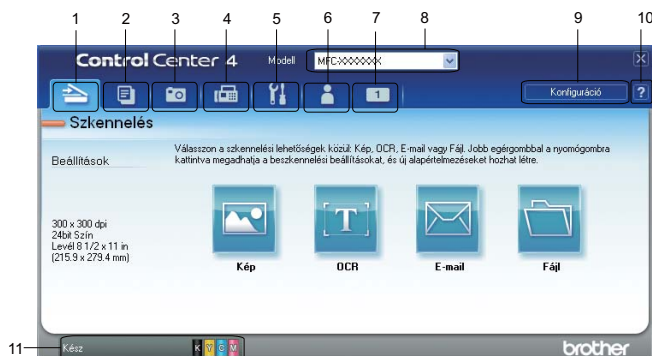 1 2 3 4 5 6 7 8 9 10
Control Center 4 Modell MFC-XXXXXX
1 Konfiguráció ?
Szkennelés
Beállítások
Válasszon a szkennelési lehetőségek közül: Kép, OCR, E-mail vagy Fájl. Jobb egérgombbal a nyomógombra
kattintva megadhatja a beszkennelési beállításokat, és új alapértelmezéseket hozhat létre.
300 x 300 dpi
24bit Szín
Levél 8 1/2 x 11 in
(215.9 x 279.4 mm)
T
Kép OCR E-mail Fájl
11 Kész K Y C M brother